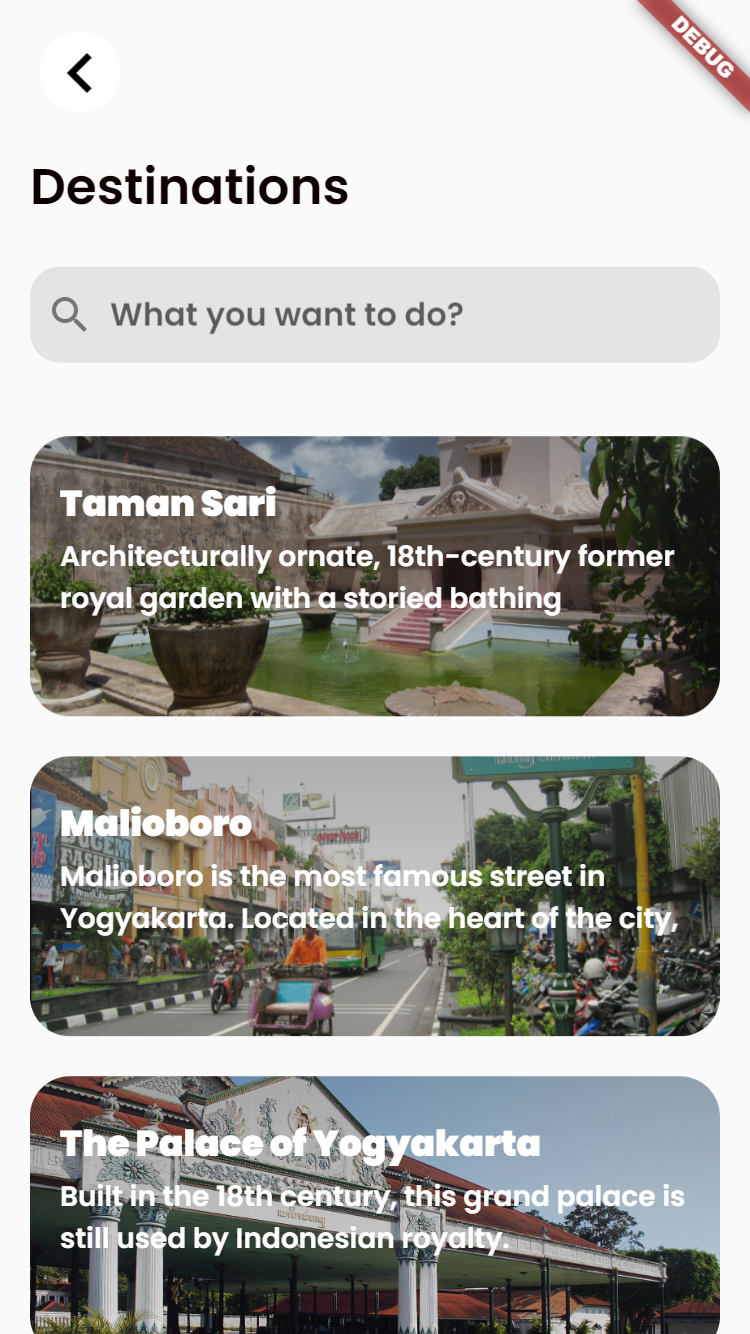 DEBUG
Destinations
What you want to do?
Taman Sari
Architecturally ornate, 18th-century former
royal garden with a storied bathing
Malioboro
Malioboro is the most famous street in
Yogyakarta. Located in the heart of the city,
The Palace of Yogyakarta
Built in the 18th century, this grand palace is
still used by Indonesian royalty.